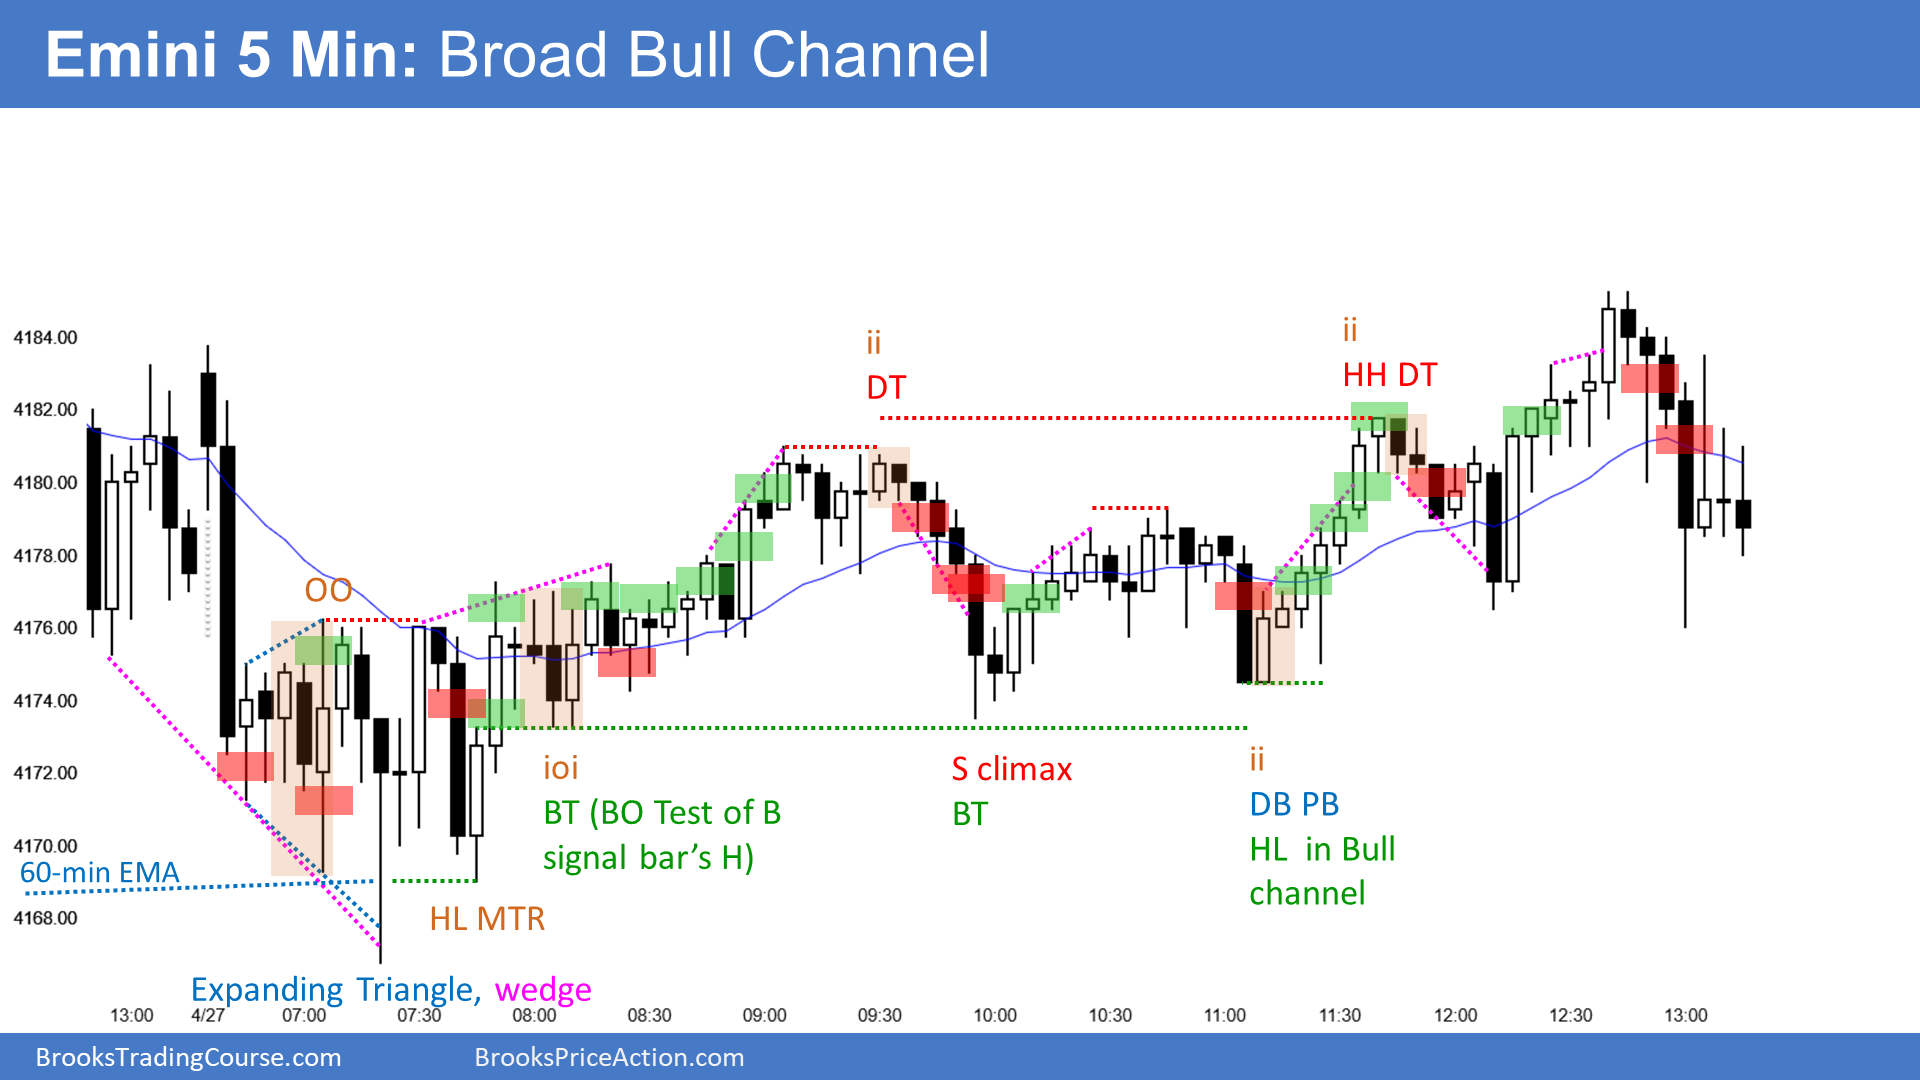 Emini 5 Min: Broad Bull Channel
ii
ii
4184.00
DT
HH DT
4182.00
4180.00
4178.00
OO
4176.00
4174.00
ioi
S climax
ii
4172.00
BT (BO Test of B
BT
DB PB
signal bar's H)
HL in Bull
4170.00
channel
60-min EMA
4168.00
HL MTR
Expanding Triangle, wedge
13:00 4/27 07:00 07:30 08:00 08:30 09:00 09:30 10:00 10:30 11:00 11:30 12:00 12:30 13:00
BrooksTradingCourse.com BrooksPriceAction.com